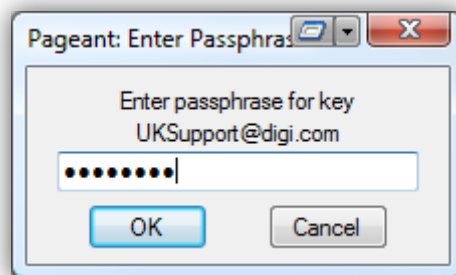 Pageant: Enter Passphras
Enter passphrase for key
UKSupport@digi.com
●●●●●●●●
OK
Cancel